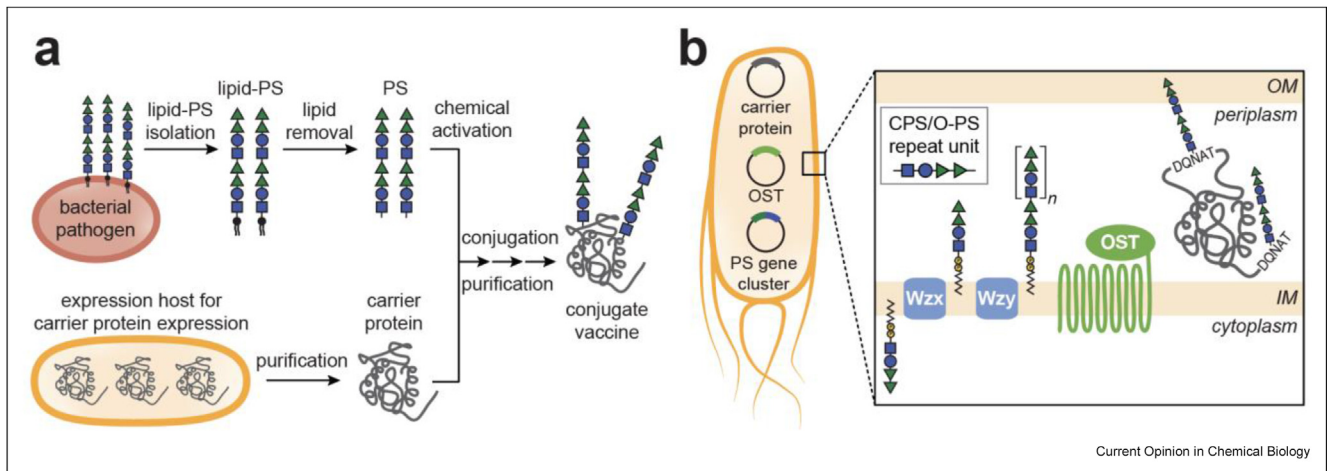 a
lipid-PS
isolation
lipid-PS
lipid
removal
PS
chemical
activation
bacterial
pathogen
conjugation
purification
conjugate
vaccine
expression host for
carrier protein expression
purification
carrier
protein
b
carrier
protein
OST
PS gene
cluster
OM
periplasm
CPS/O-PS
repeat unit
n
DQNAT
DQNAT
OST
Wzx
Wzy
IM
cytoplasm
Current Opinion in Chemical Biology